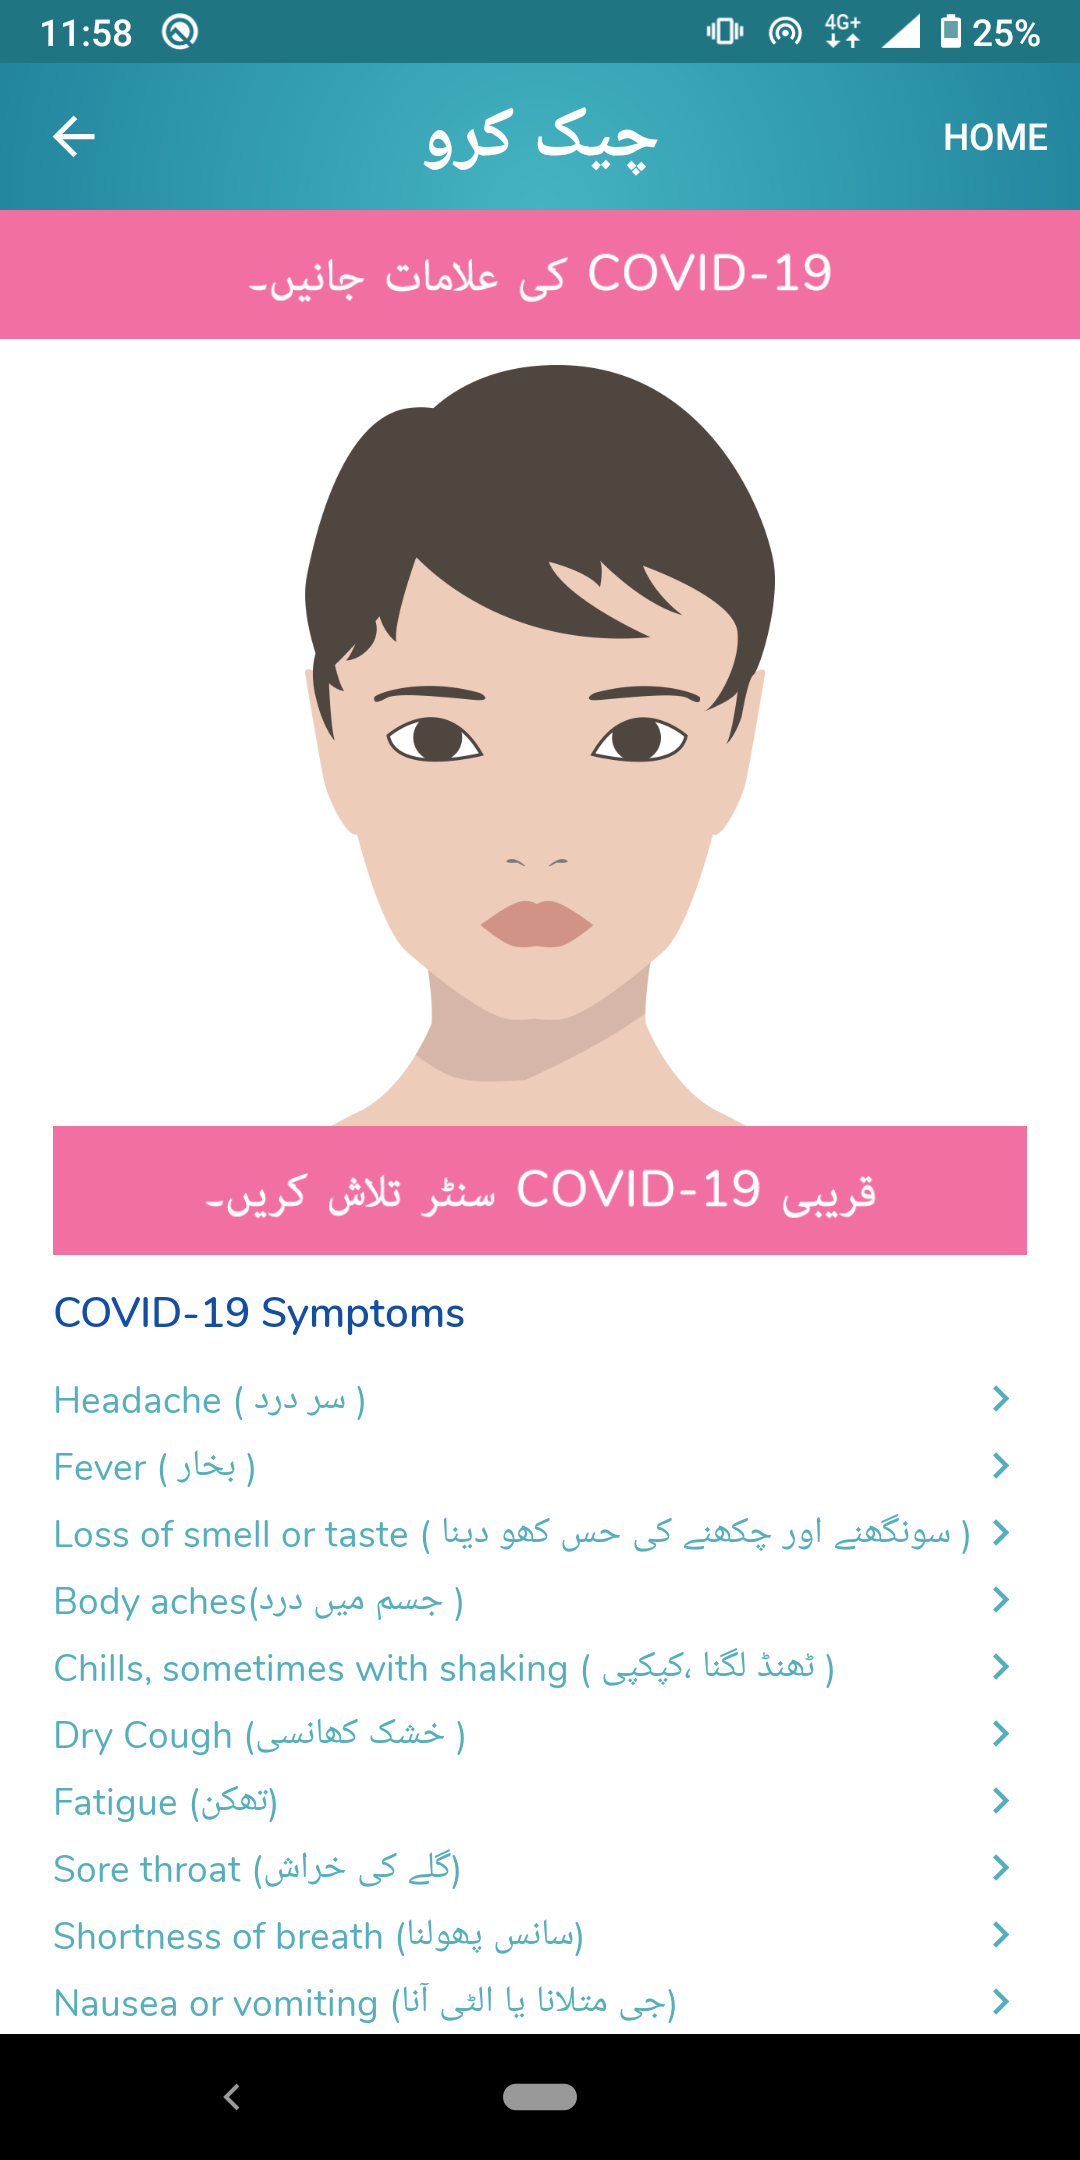 11:58 4G+ 25%
چیک کرو HOME
COVID-19 کی علامات جانیں۔
قریبی COVID-19 سنٹر تلاش کریں۔
COVID-19 Symptoms
Headache ( سر درد )
Fever ( بخار )
Loss of smell or taste ( سونگھنے اور چکھنے کی حس کھو دینا )
Body aches(جسم میں درد )
Chills, sometimes with shaking ( ٹھنڈ لگنا ،کپکپی )
Dry Cough (خشک کھانسی )
Fatigue (تھکن)
Sore throat (گلے کی خراش)
Shortness of breath (سانس پھولنا)
Nausea or vomiting (جی متلانا یا الٹی آنا)